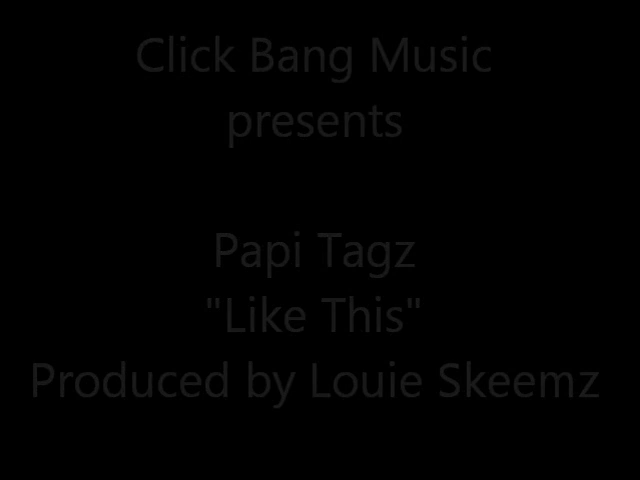 Click Bang Music
presents
Papi Tagz
"Like This"
Produced by Louie Skeemz